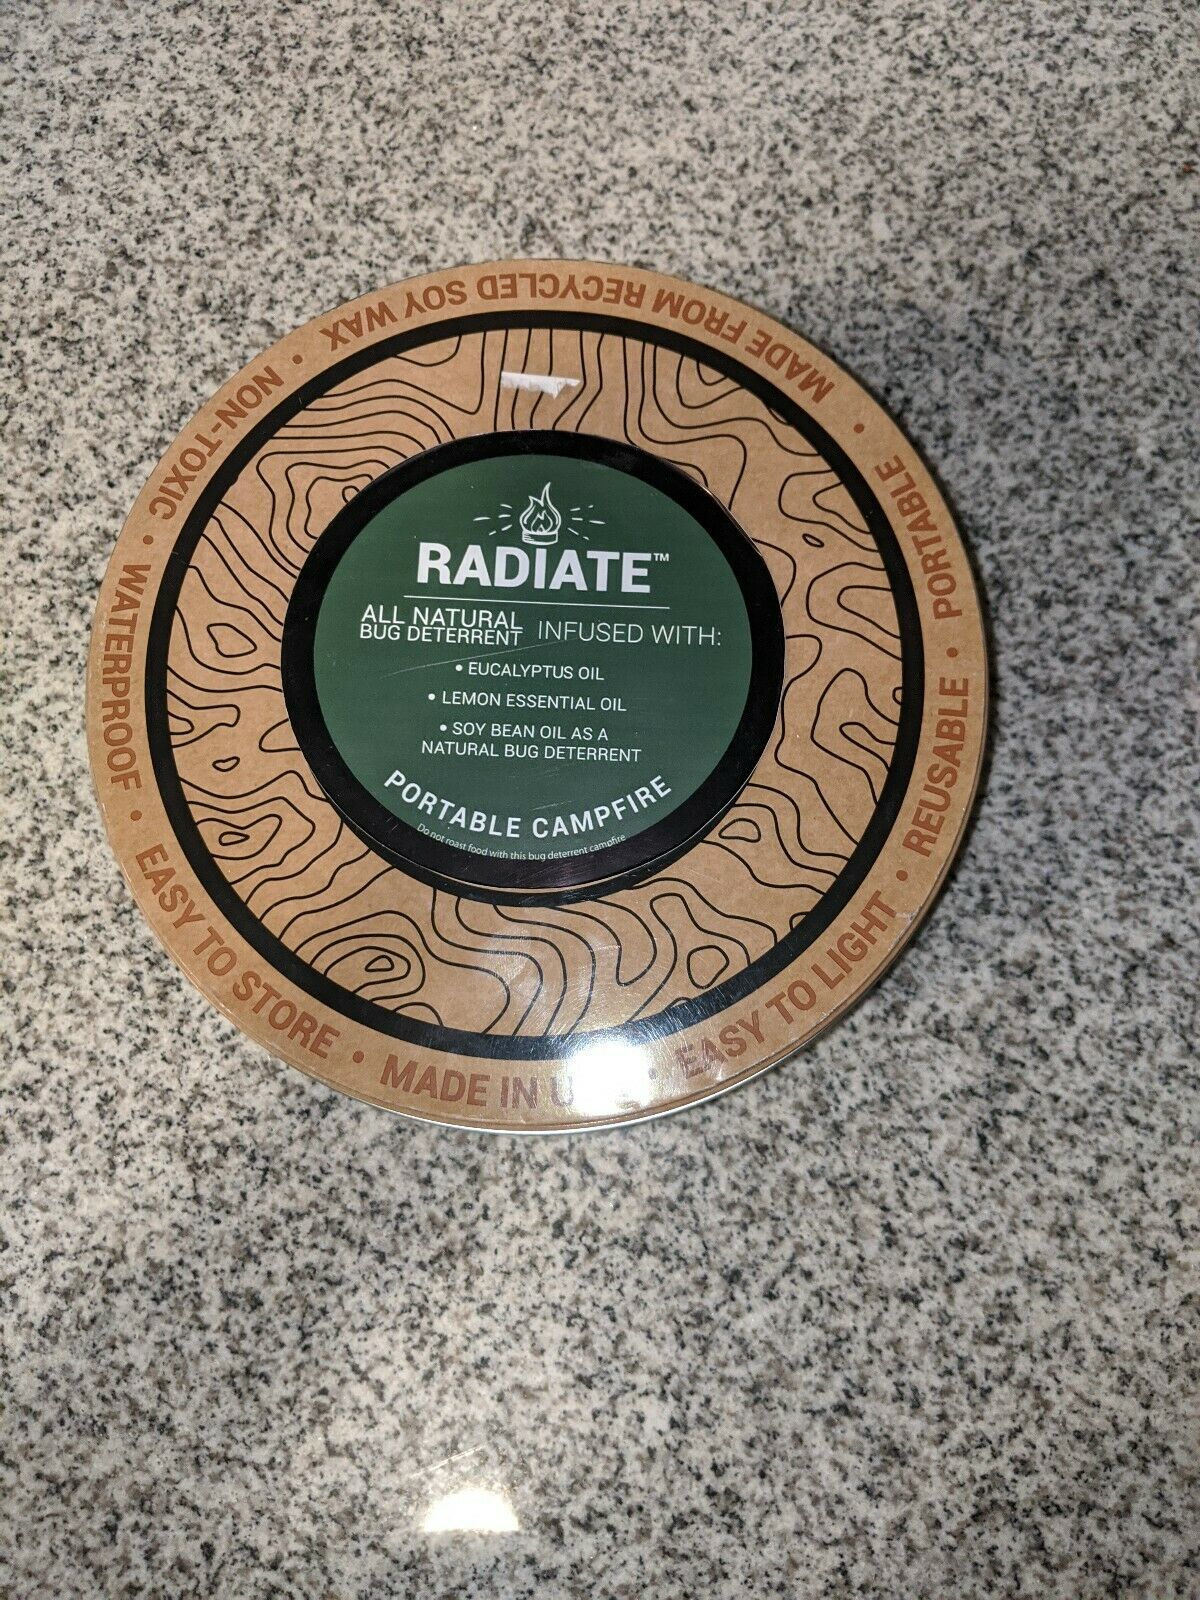 RADIATE™
ALL NATURAL
BUG DETERRENT
INFUSED WITH:
• EUCALYPTUS OIL
• LEMON ESSENTIAL OIL
• SOY BEAN OIL AS A
NATURAL BUG DETERRENT
PORTABLE CAMPFIRE
Do not roast food with this bug deterrent campfire
MADE FROM RECYCLED SOY WAX • NON-TOXIC • WATERPROOF • EASY TO STORE • MADE IN • EASY TO LIGHT • REUSABLE • PORTABLE •